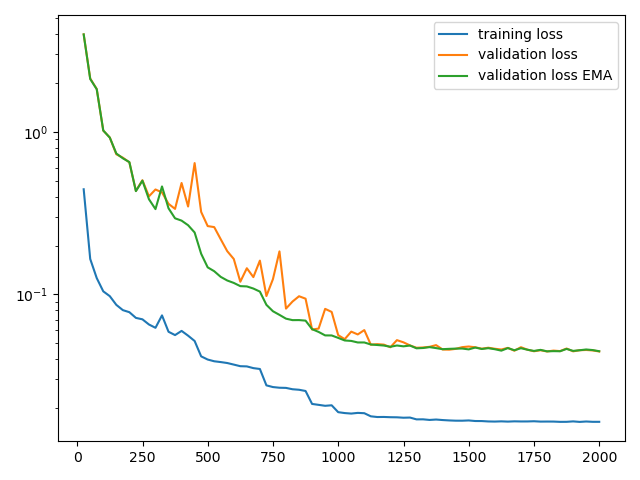 training loss
validation loss
validation loss EMA
10⁰
10⁻¹
0 250 500 750 1000 1250 1500 1750 2000